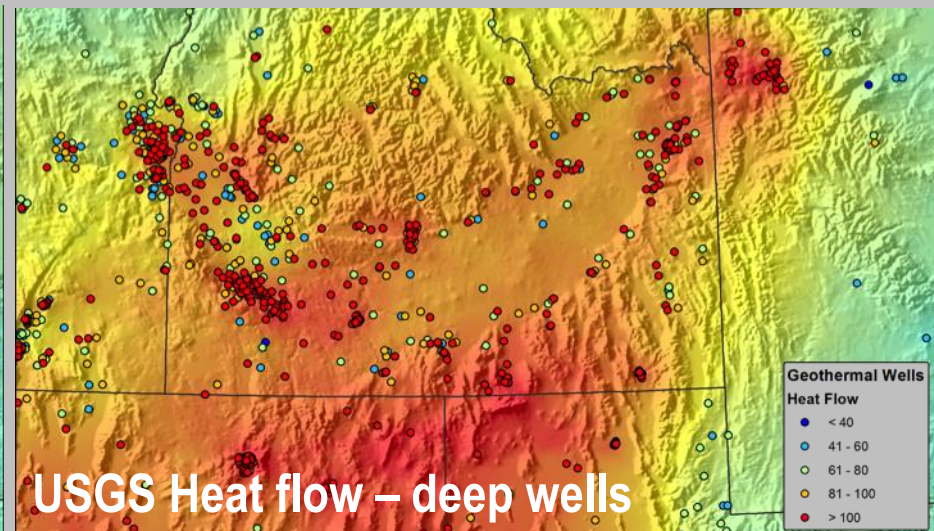 Geothermal Wells
Heat Flow
< 40
41 - 60
61 - 80
81 - 100
> 100
USGS Heat flow – deep wells